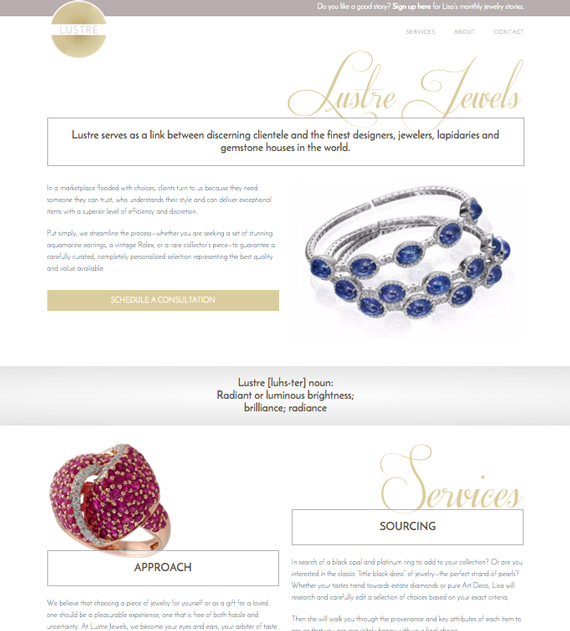 Do you like a good story? Sign up here for Lisa's monthly jewelry stories.
LUSTRE
SERVICES ABOUT CONTACT
Lustre Jewels
Lustre serves as a link between discerning clientele and the finest designers, jewelers, lapidaries and
gemstone houses in the world.
In a marketplace flooded with choices, clients turn to us because they need
someone they can trust, who understands their style and can deliver exceptional
items with a superior level of efficiency and discretion.
Put simply, we streamline the process—whether you are seeking a set of stunning
aquamarine earrings, a vintage Rolex, or a rare collector's piece—to guarantee a
carefully curated, completely personalized selection representing the best quality
and value available.
SCHEDULE A CONSULTATION
Lustre [luhs-ter] noun:
Radiant or luminous brightness;
brilliance; radiance
APPROACH
We believe that choosing a piece of jewelry for yourself or as a gift for a loved
one should be a pleasurable experience, one that is free of both hassle and
uncertainty. At Lustre Jewels, we become your eyes and ears, your arbiter of taste
Services
SOURCING
In search of a black opal and platinum ring to add to your collection? Or are you
interested in the classic "little black dress" of jewelry—the perfect strand of pearls?
Whether your tastes trend towards estate diamonds or pure Art Deco, Lisa will
research and carefully edit a selection of choices based on your exact criteria.
Then she will walk you through the provenance and key attributes of each item to